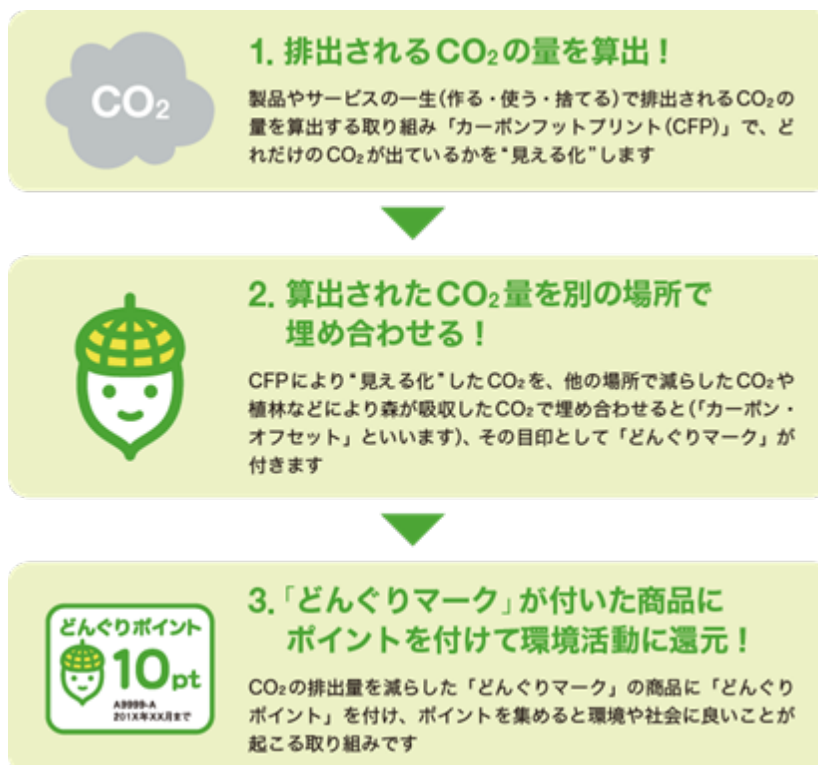 CO₂
1. 排出されるCO₂の量を算出！
製品やサービスの一生(作る・使う・捨てる)で排出されるCO₂の
量を算出する取り組み「カーボンフットプリント(CFP)」で、ど
れだけのCO₂が出ているかを“見える化”します
2. 算出されたCO₂量を別の場所で
埋め合わせる！
CFPにより“見える化”したCO₂を、他の場所で減らしたCO₂や
植林などにより森が吸収したCO₂で埋め合わせると(「カーボン・
オフセット」といいます)、その目印として「どんぐりマーク」が
付きます
どんぐりポイント
10pt
A9999-A
201X年XX月まで
3.「どんぐりマーク」が付いた商品に
ポイントを付けて環境活動に還元！
CO₂の排出量を減らした「どんぐりマーク」の商品に「どんぐり
ポイント」を付け、ポイントを集めると環境や社会に良いことが
起こる取り組みです